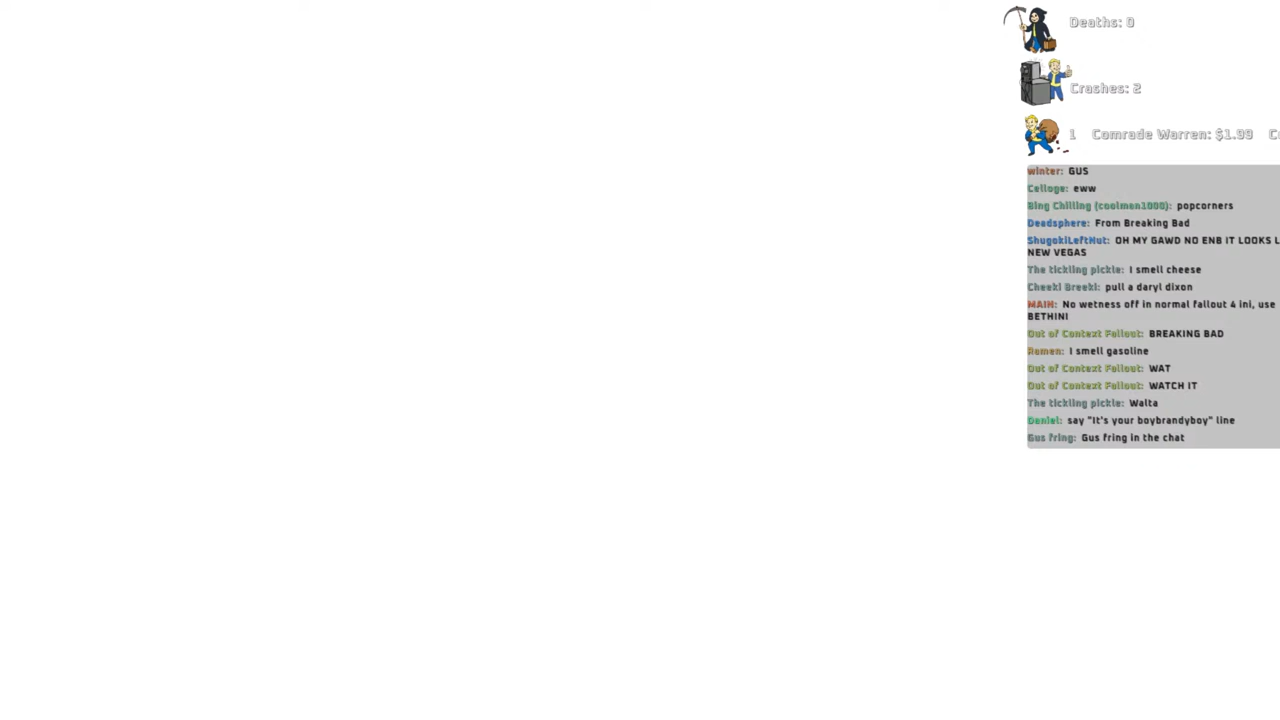 Deaths: 0
Crashes: 2
1 Comrade Warren: $1.99
winter: GUS
Celloge: eww
Bing Chilling (coolman1000): popcorners
Deadsphere: From Breaking Bad
ShugokiLeftNut: OH MY GAWD NO ENB IT LOOKS L
NEW VEGAS
The tickling pickle: I smell cheese
Cheeki Breeki: pull a daryl dixon
MAIN: No wetness off in normal fallout 4 ini, use
BETHINI
Out of Context Fallout: BREAKING BAD
Ramen: I smell gasoline
Out of Context Fallout: WAT
Out of Context Fallout: WATCH IT
The tickling pickle: Walta
Daniel: say "It's your boybrandyboy" line
Gus fring: Gus fring in the chat